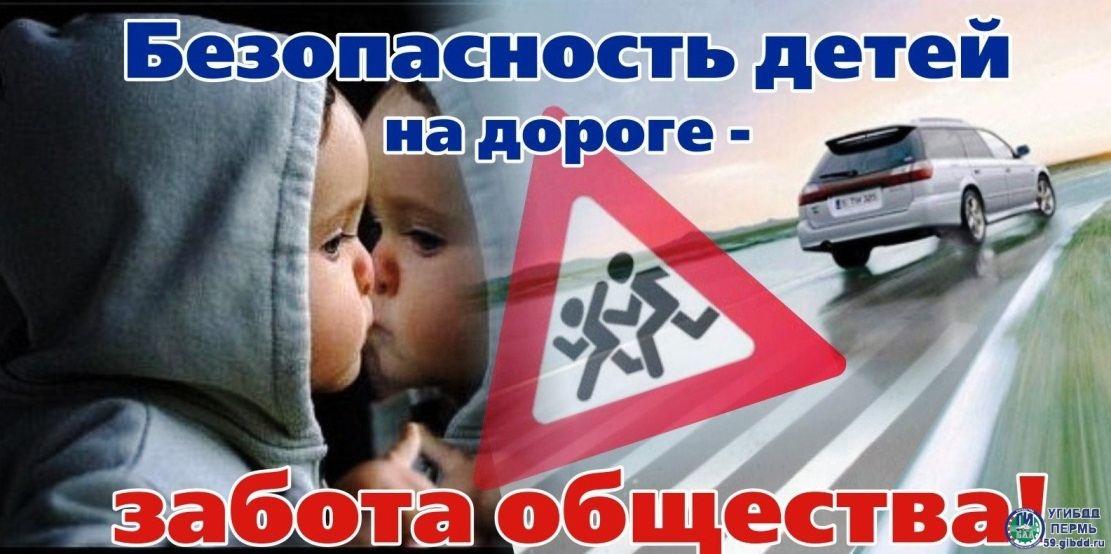 Безопасность детей
на дороге -
забота общества!
УГИБДД
ПЕРМЬ
59.gibdd.ru